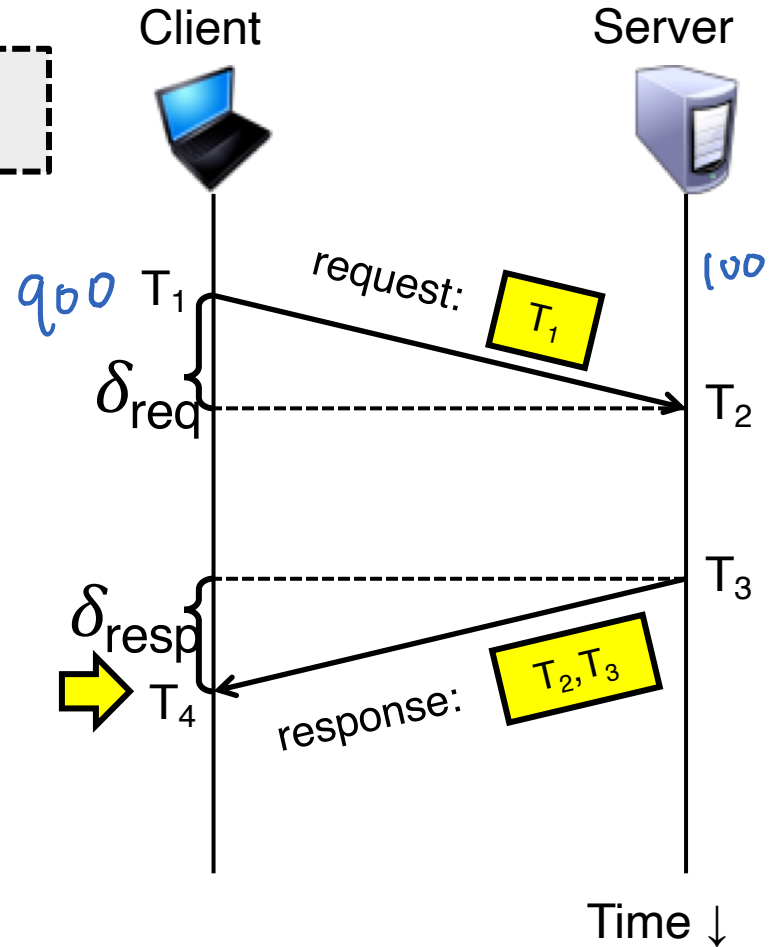 Client
Server
900
T₁
request:
T₁
100
δreq
T₂
T₃
δresp
T₂,T₃
T₄
response:
Time ↓